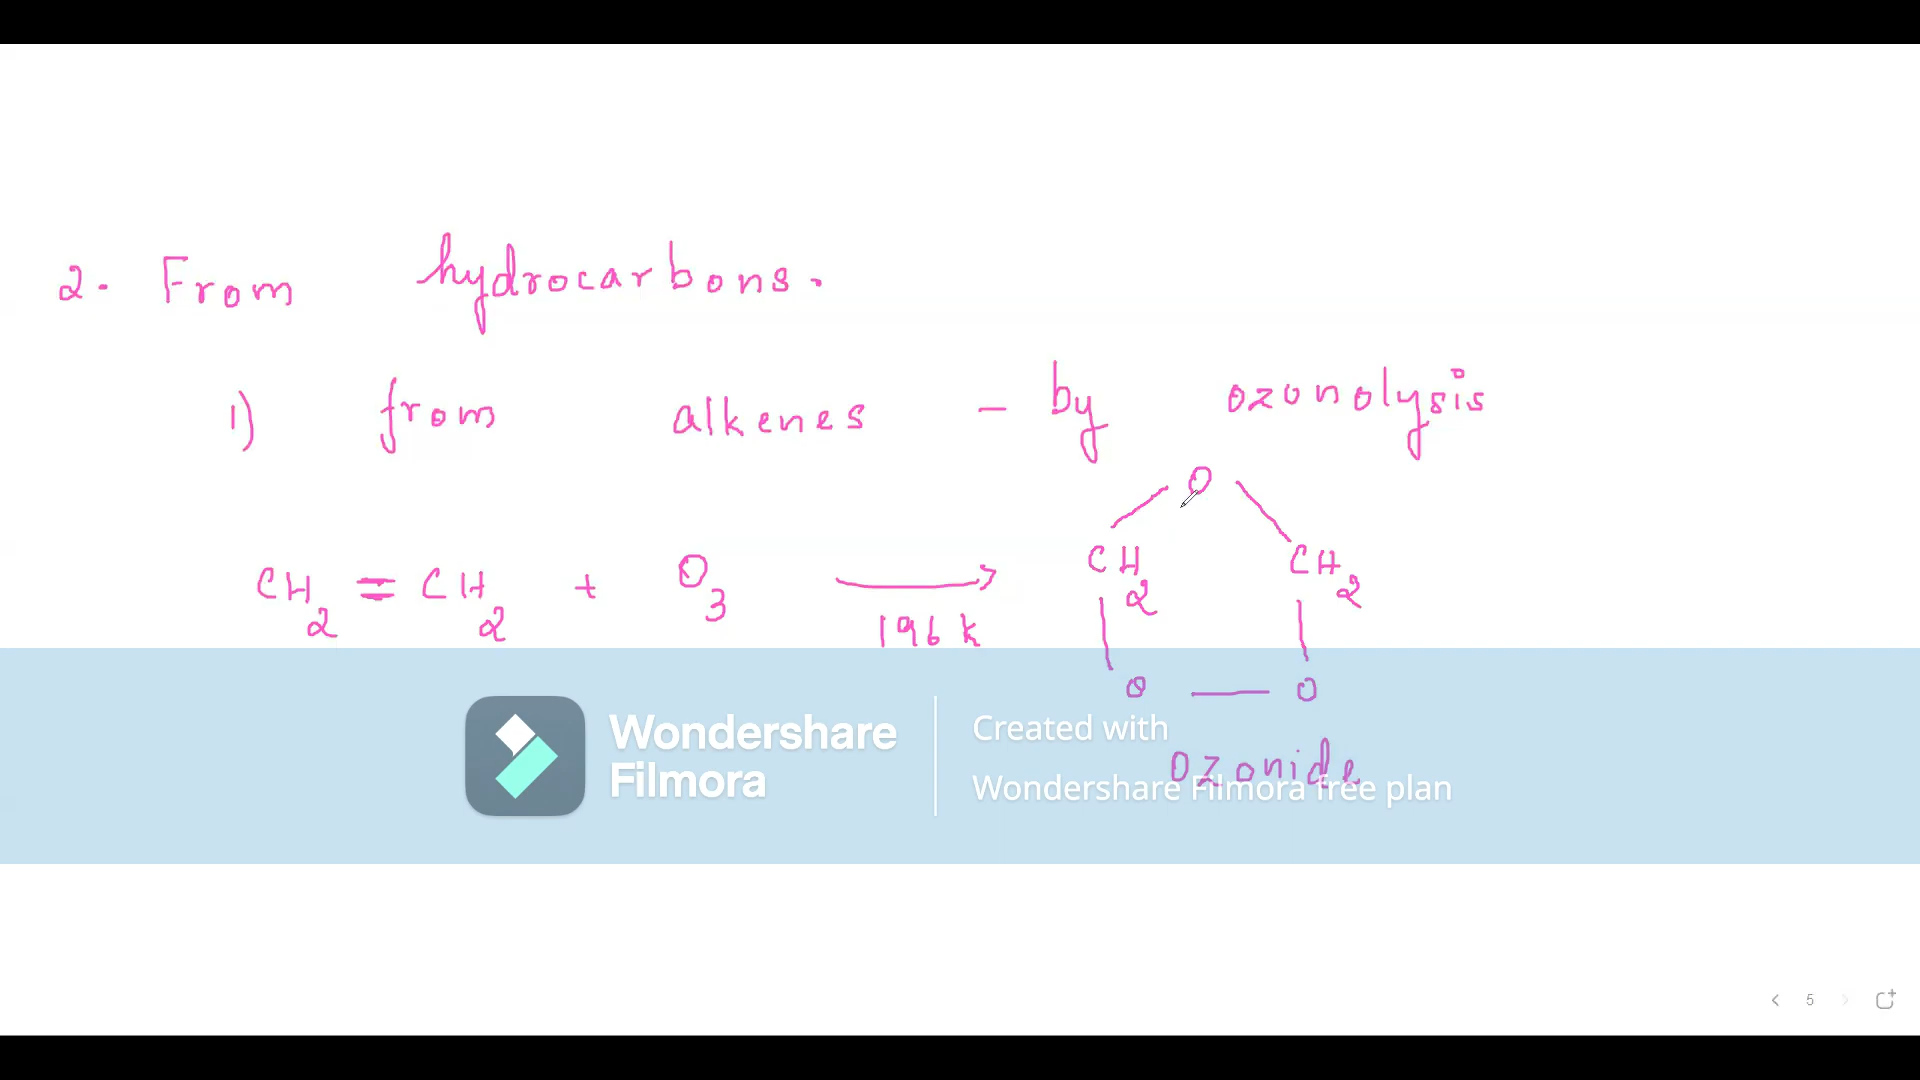 2. From hydrocarbons.
1) from alkenes - by ozonolysis
O
CH2 = CH2 + O3 → CH2 CH2
196 k
O — O
Wondershare Filmora
Created with
ozonide
Wondershare Filmora free plan
5